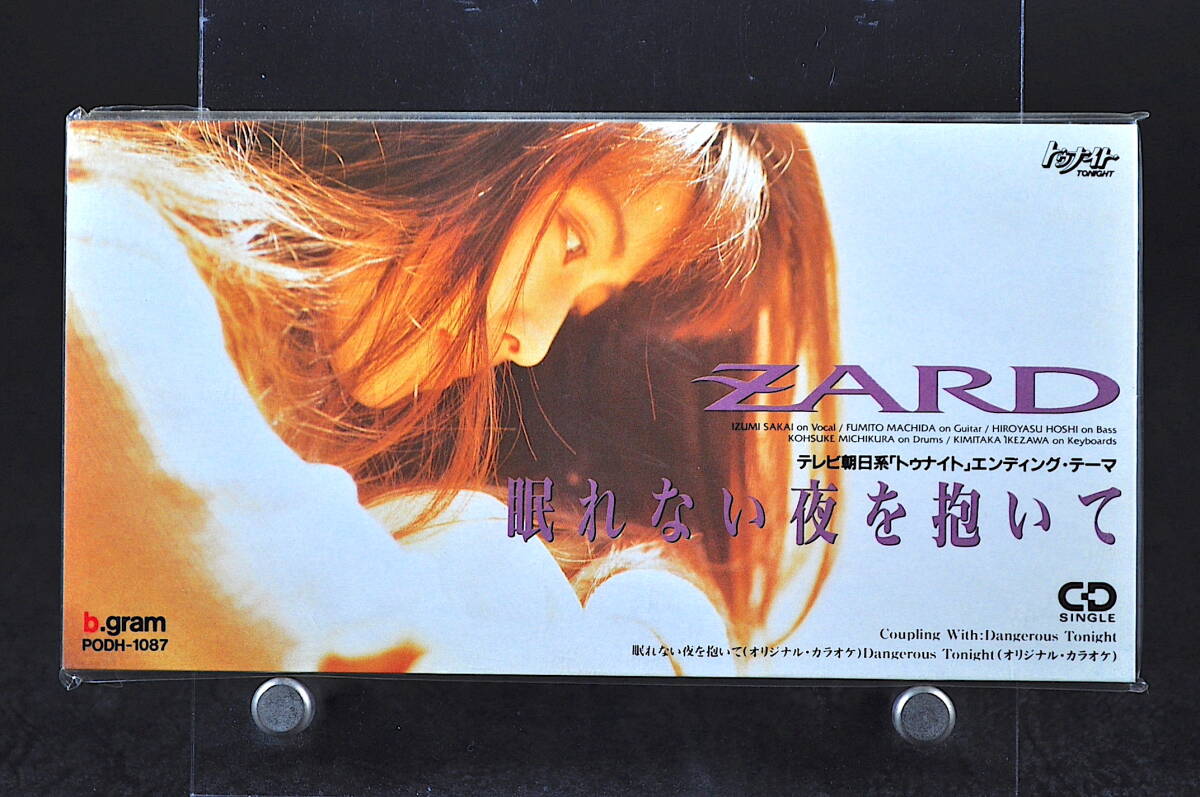 トゥナイト
TONIGHT
ZARD
IZUMI SAKAI on Vocal / FUMITO MACHIDA on Guitar / HIROYASU HOSHI on Bass
KOHSUKE MICHIKURA on Drums / KIMITAKA IKEZAWA on Keyboards
テレビ朝日系「トゥナイト」エンディング・テーマ
眠れない夜を抱いて
CD
SINGLE
b.gram
PODH-1087
Coupling With:Dangerous Tonight
眠れない夜を抱いて(オリジナル・カラオケ)Dangerous Tonight(オリジナル・カラオケ)